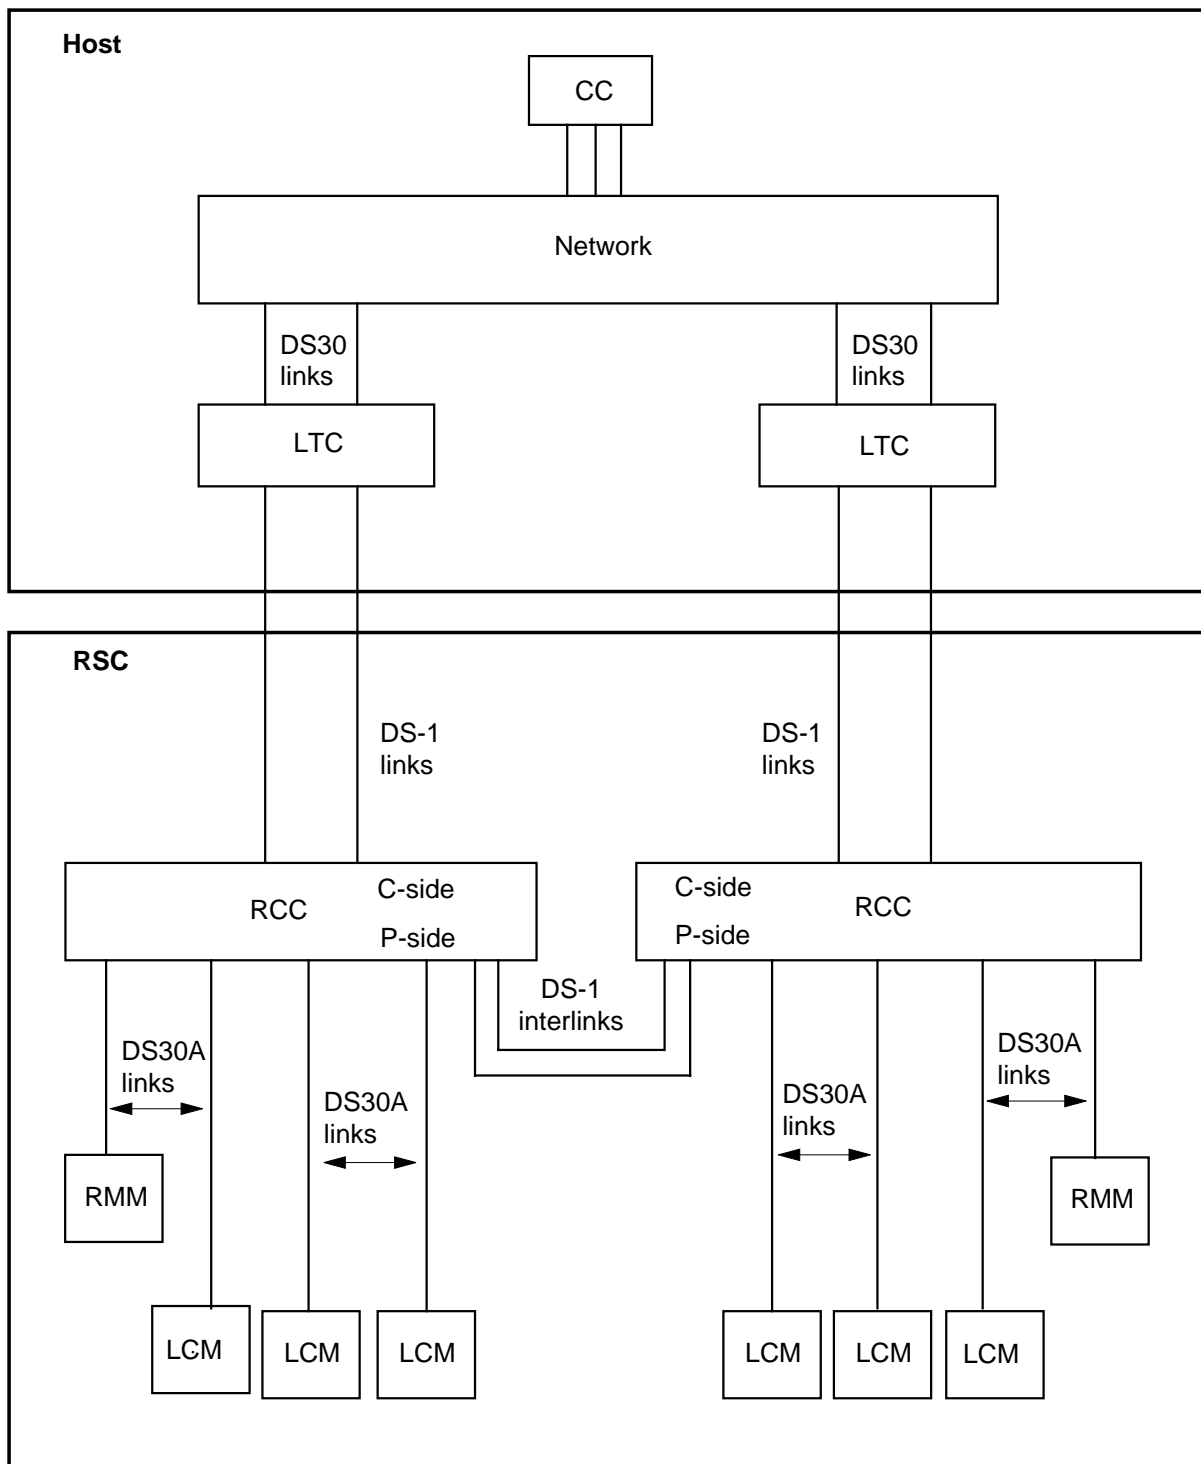 Host
CC
Network
DS30
links
DS30
links
LTC
LTC
RSC
DS-1
links
DS-1
links
RCC
C-side
P-side
C-side
P-side
RCC
DS-1
interlinks
DS30A
links
DS30A
links
DS30A
links
DS30A
links
RMM
RMM
LCM
LCM
LCM
LCM
LCM
LCM